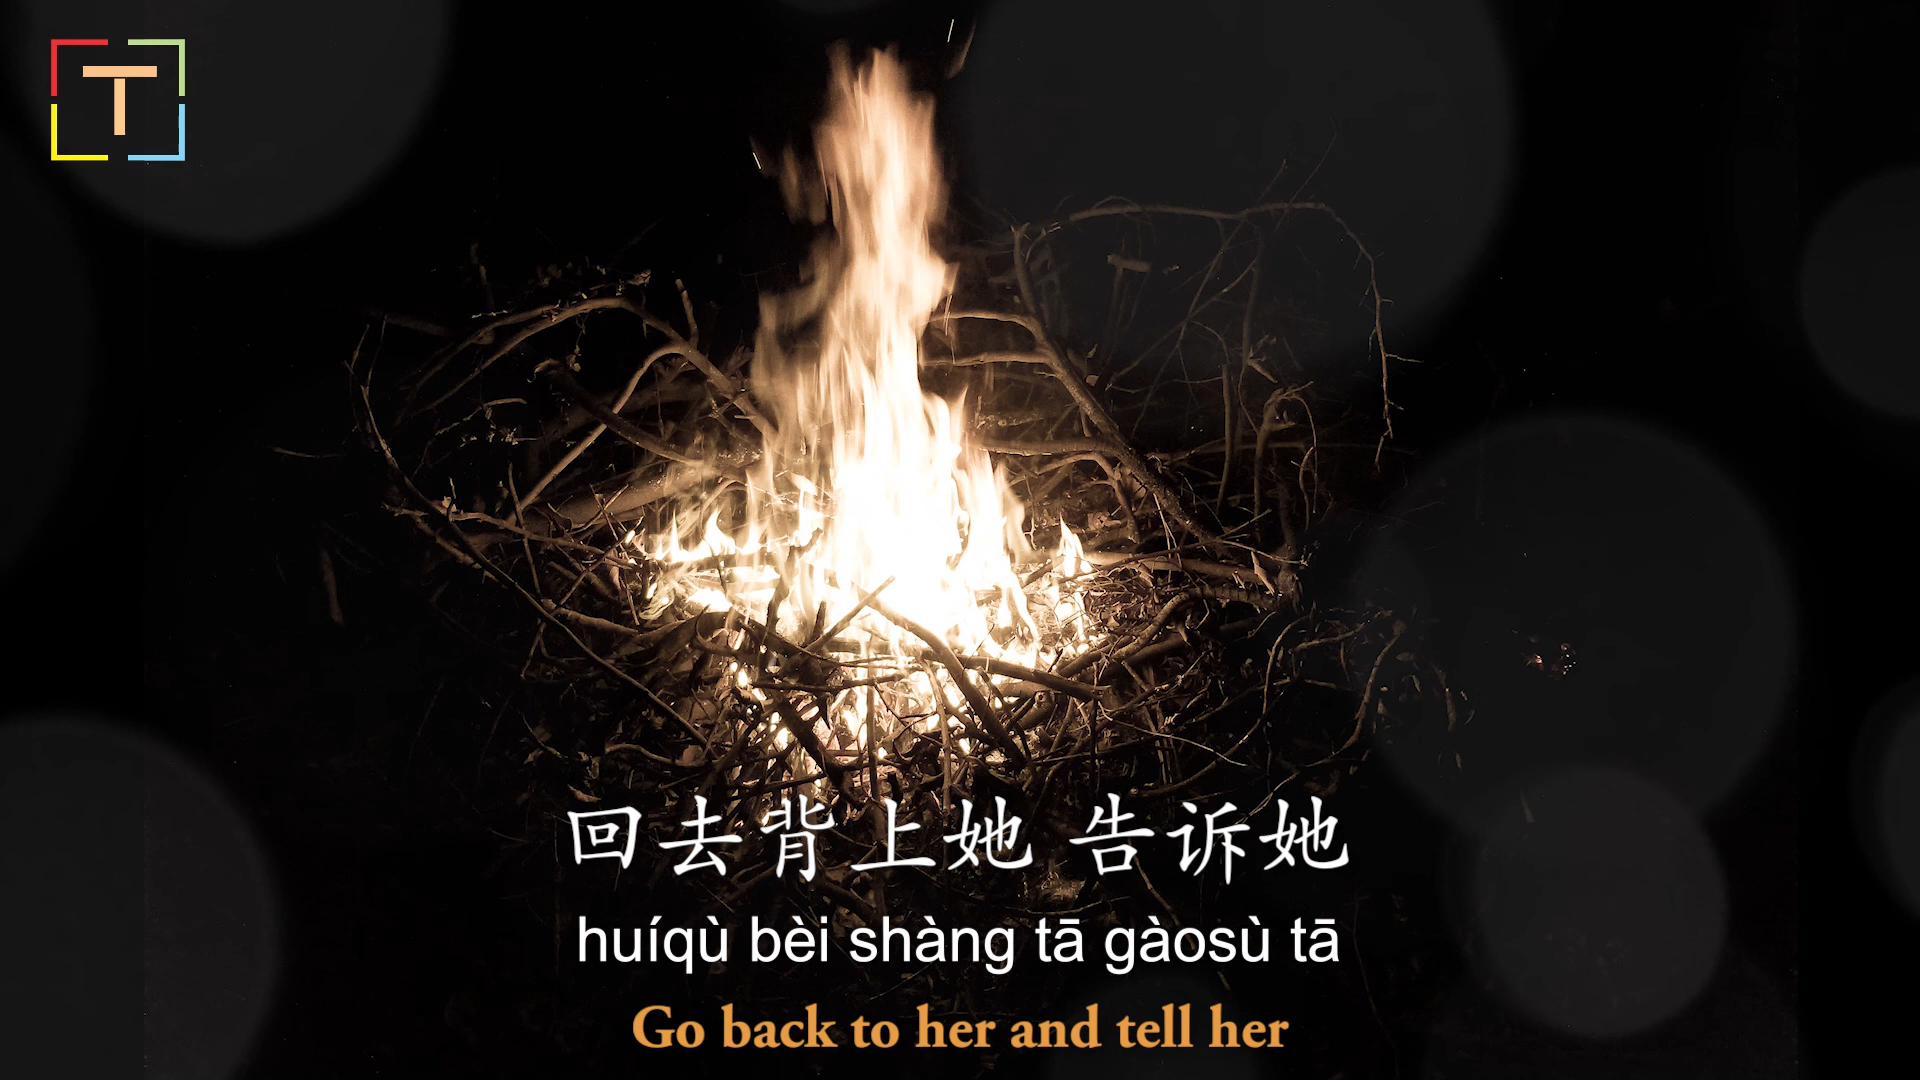 T
回去背上她 告诉她
huíqù bèi shàng tā gàosù tā
Go back to her and tell her